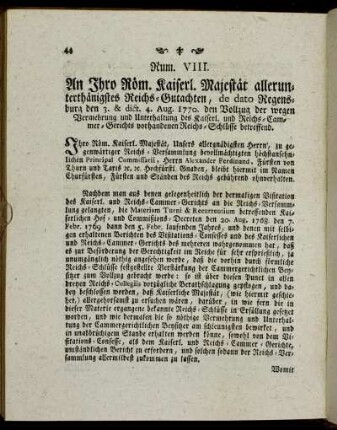 44
Num. VIII.
An Ihro Röm. Kaiserl. Majestät allerun-
terthänigstes Reichs-Gutachten, de dato Regens-
burg den 3. & dict. 4. Aug. 1770. den Vollzug der wegen
Vermehrung und Unterhaltung des Kaiserl. und Reichs-Cam-
mer-Gerichts vorhandenen Reichs-Schlüsse betreffend.
Ihro Röm. Kaiserl. Majestät, Unsers allergnädigsten Herrn, zu ge-
genwärtiger Reichs-Versammlung bevollmächtigten höchstansehn-
lichen Principal Commissarii, Herrn Alexander Ferdinand, Fürsten von
Thurn und Taxis ꝛc. ꝛc. Hochfürstl. Gnaden, bleibt hiermit im Namen
Churfürsten, Fürsten und Ständen des Reichs gebührend ohnverhalten.
Nachdem man aus denen gelegenheitlich der dermaligen Visitation
des Kaiserl. und Reichs-Cammer-Gerichts an die Reichs-Versamm-
lung gelangten, die Materiam Turni & Recursuum betreffenden Kai-
serlichen Hof- und Commissions-Decreten den 20. Aug. 1768. den 7.
Febr. 1769. dann den 5. Febr. laufenden Jahres, und denen mit selbi-
gen erhaltenen Berichten des Visitations-Consesses und des Kaiserlichen
und Reichs-Cammer-Gerichts des mehreren wahrgenommen hat, daß
es zur Beförderung der Gerechtigkeit im Reiche für sehr ersprießlich, ja
unumgänglich nöthig angesehen werde, daß die vorhin durch förmliche
Reichs-Schlüsse festgestellte Verstärkung der Cammergerichtlichen Bey-
sitzer zum Vollzug gebracht werde: so ist über diesen Punct in allen
dreyen Reichs-Collegiis vorzügliche Berathschlagung gepflogen, und da-
bey beschlossen worden, daß Kaiserliche Majestät, (wie hiermit geschie-
het,) allergehorsamst zu ersuchen wären, darüber, in wie fern die in
dieser Materie ergangene bekannte Reichs-Schlüsse in Erfüllung gesetzet
worden, und wie dermalen die so nöthige Vermehrung und Unterhal-
tung der Cammergerichtlichen Beysitzer am schleunigsten bewirket, und
in ohnabgängigem Stande erhalten werden könne, sowol von dem Vi-
sitations-Consesse, als dem Kaiserl. und Reichs-Cammer-Gerichte,
umständlichen Bericht zu erfordern, und solchen sodann der Reichs-Ver-
sammlung allermildest zukommen zu lassen.
Womit